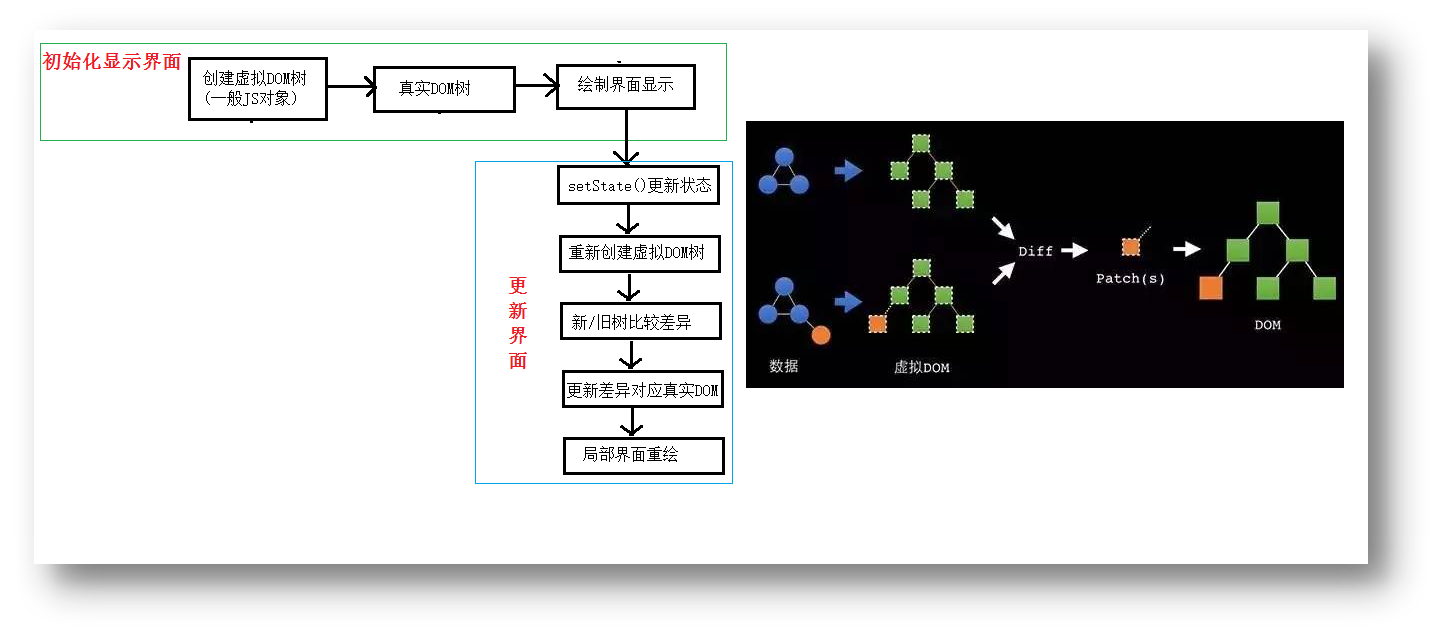 初始化显示界面
创建虚拟DOM树
(一般JS对象)
真实DOM树
绘制界面显示
setState()更新状态
重新创建虚拟DOM树
新/旧树比较差异
更新差异对应真实DOM
局部界面重绘
更
新
界
面
Diff
Patch(s)
DOM
数据
虚拟DOM